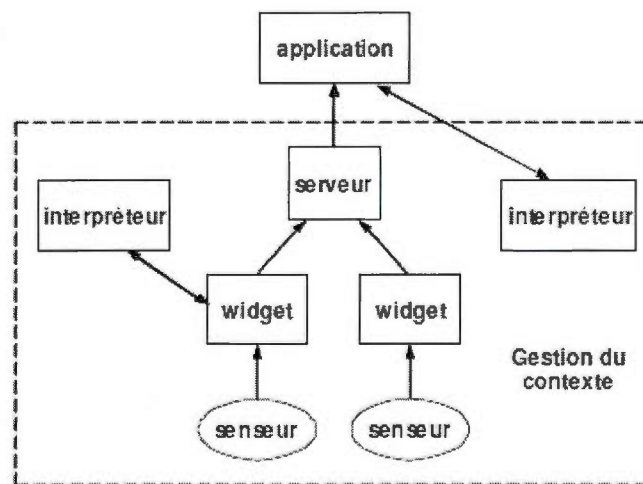 application
serveur
interpréteur
interpréteur
widget
widget
Gestion du
contexte
senseur
senseur